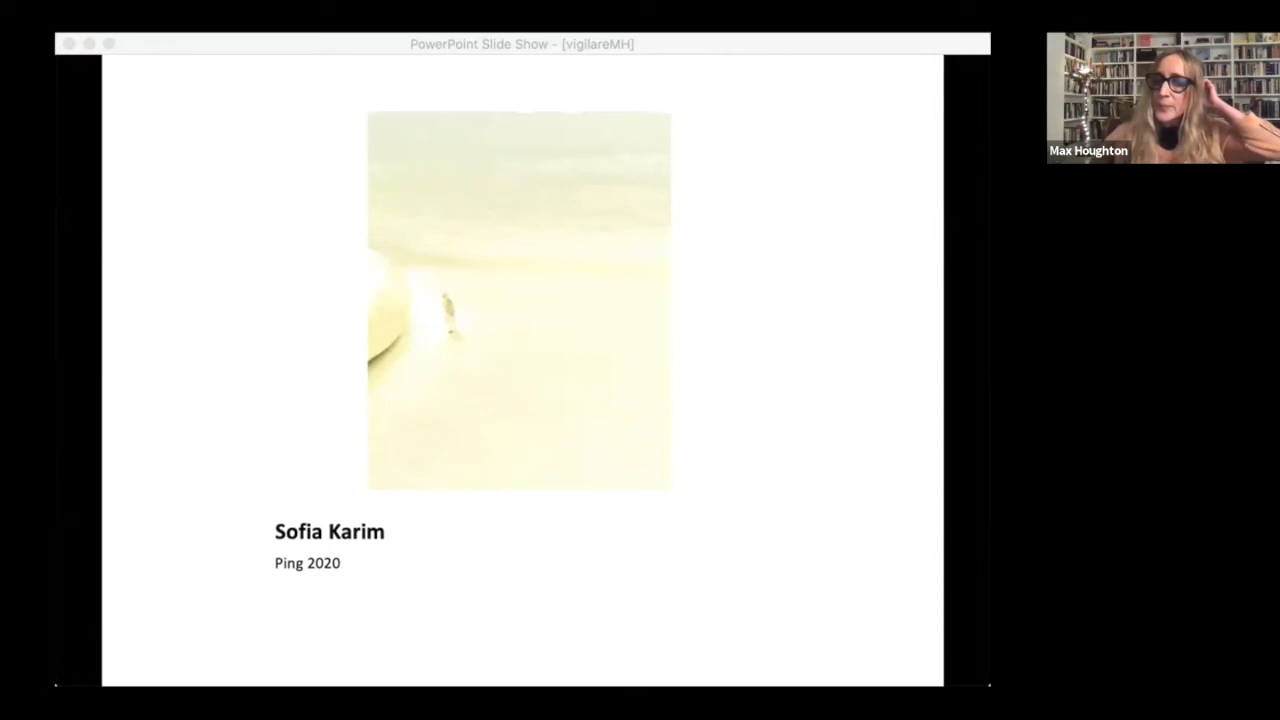 PowerPoint Slide Show - [vigilareMH]
Max Houghton
Sofia Karim
Ping 2020